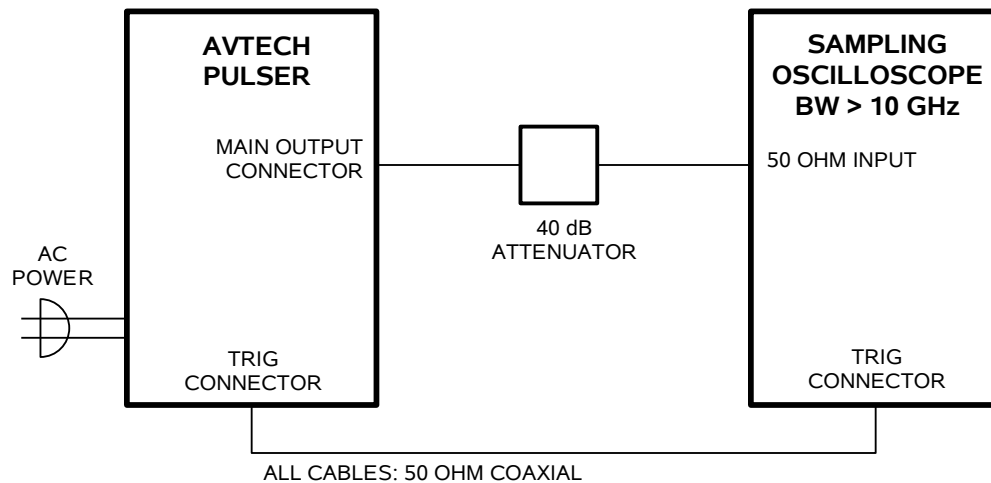 AVTECH
PULSER
SAMPLING
OSCILLOSCOPE
BW > 10 GHz
MAIN OUTPUT
CONNECTOR
50 OHM INPUT
40 dB
ATTENUATOR
AC
POWER
TRIG
CONNECTOR
TRIG
CONNECTOR
ALL CABLES: 50 OHM COAXIAL